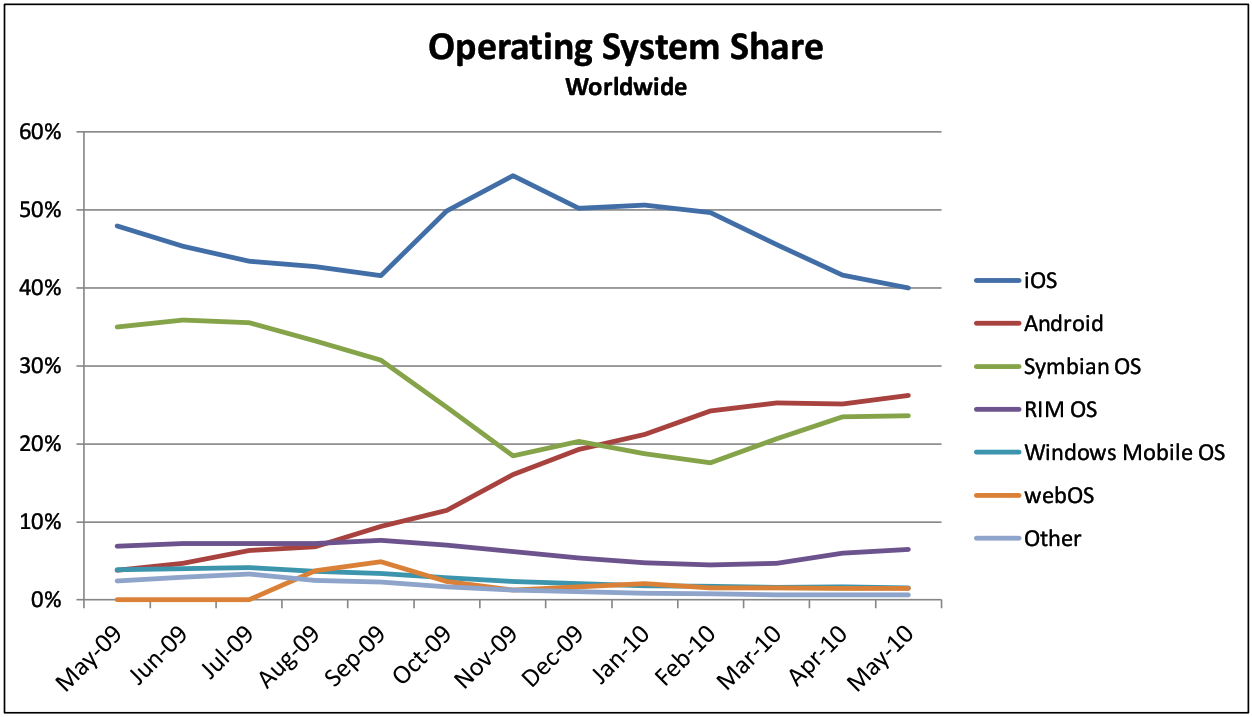 Operating System Share
Worldwide
60%
50%
40%
30%
20%
10%
0%
May-09
Jun-09
Jul-09
Aug-09
Sep-09
Oct-09
Nov-09
Dec-09
Jan-10
Feb-10
Mar-10
Apr-10
May-10
iOS
Android
Symbian OS
RIM OS
Windows Mobile OS
webOS
Other